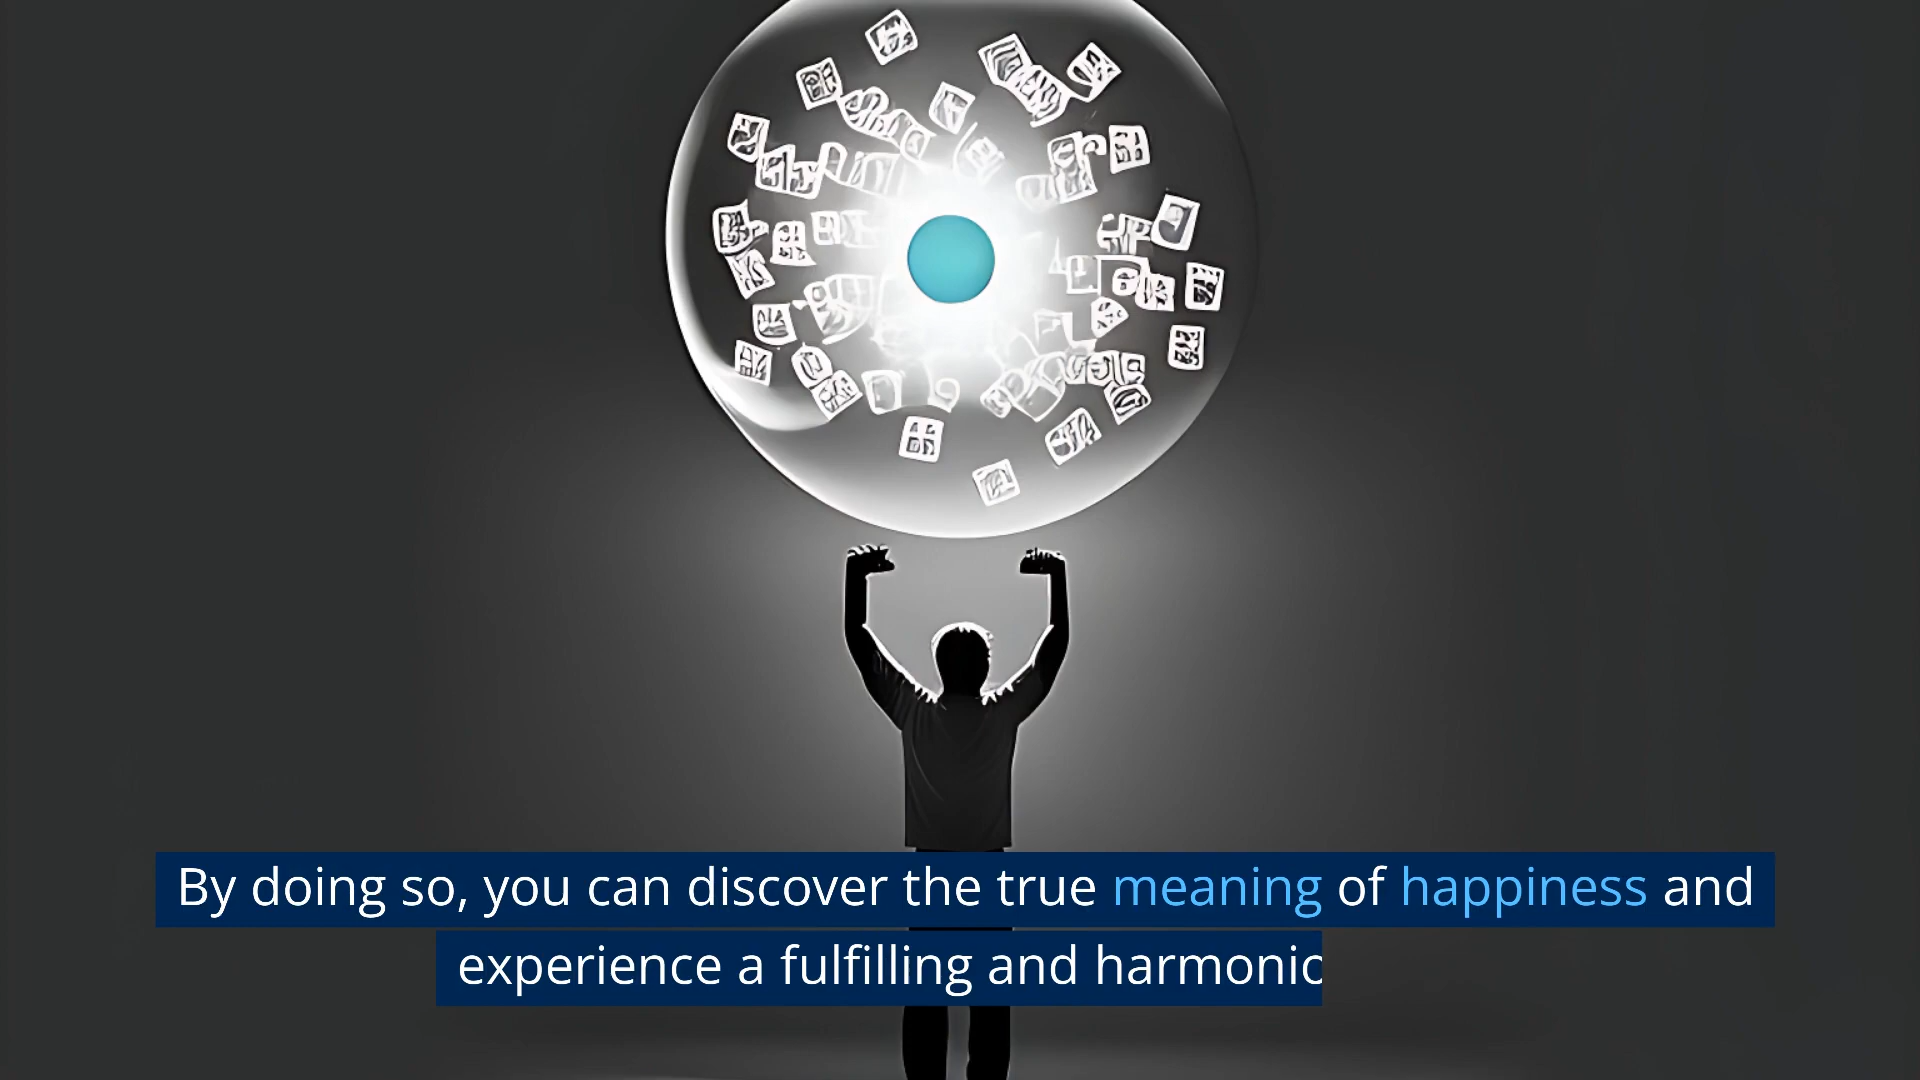 By doing so, you can discover the true meaning of happiness and
experience a fulfilling and harmonic